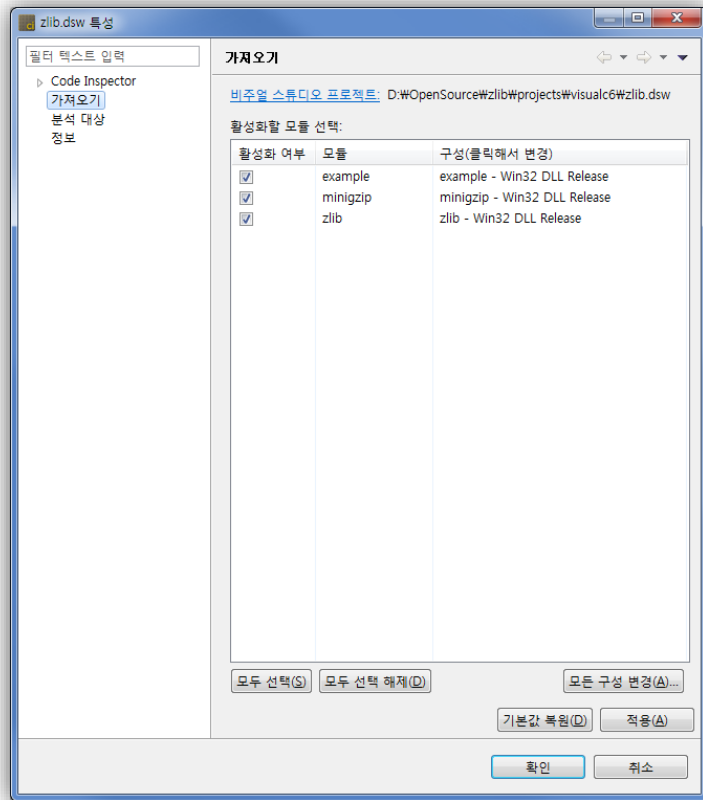 zlib.dsw 특성
필터 텍스트 입력
Code Inspector
가져오기
분석 대상
정보
가져오기
비주얼 스튜디오 프로젝트: D:₩OpenSource₩zlib₩projects₩visualc6₩zlib.dsw
활성화할 모듈 선택:
활성화 여부 모듈 구성(클릭해서 변경)
example example - Win32 DLL Release
minigzip minigzip - Win32 DLL Release
zlib zlib - Win32 DLL Release
모두 선택(S) 모두 선택 해제(D) 모든 구성 변경(A)...
기본값 복원(D) 적용(A)
확인 취소